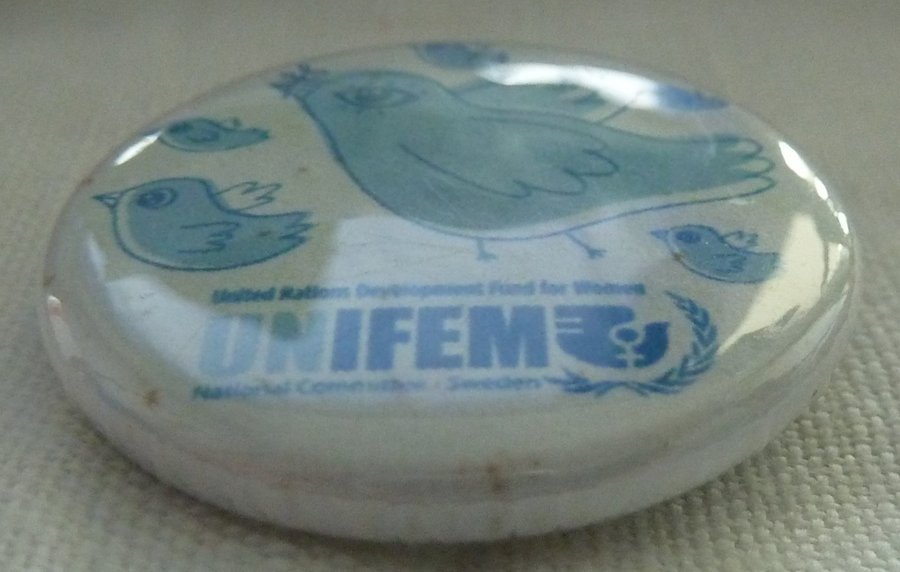 United Nations Development Fund for Women
UNIFEM
National Committee - Sweden